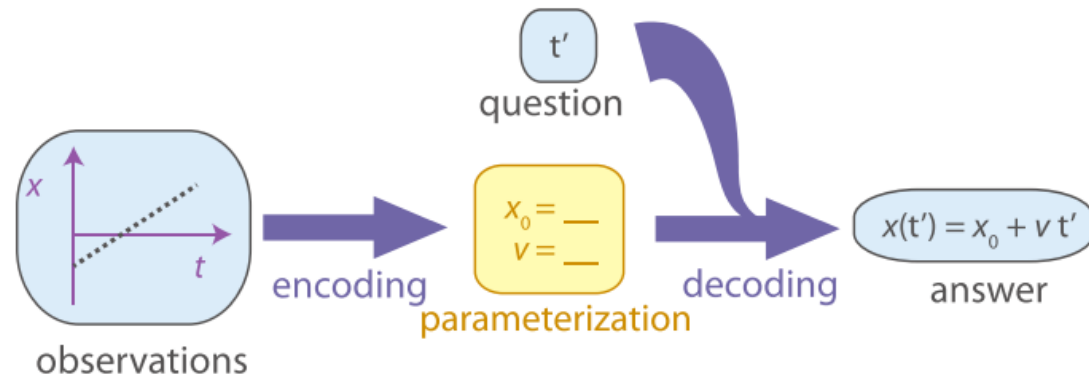 t′
question
x
t
observations
encoding
x₀ = __
v = __
parameterization
decoding
x(t′) = x₀ + v t′
answer